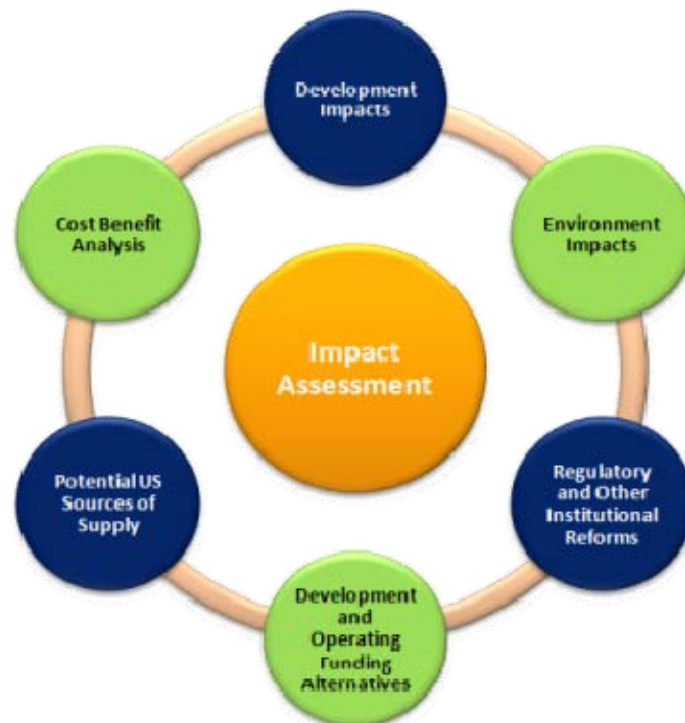 Development
Impacts
Environment
Impacts
Regulatory
and Other
Institutional
Reforms
Development
and
Operating
Funding
Alternatives
Potential US
Sources of
Supply
Cost Benefit
Analysis
Impact
Assessment